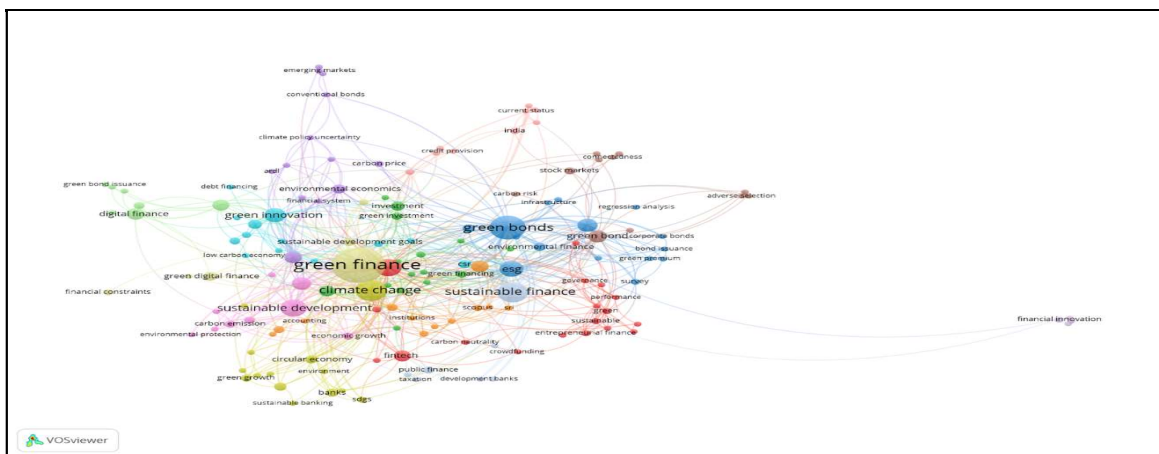 emerging markets
conventional bonds
current status
india
climate policy uncertainty
credit provision
connectedness
carbon price
stock markets
ardl
green bond issuance
debt financing
environmental economics
carbon risk
adverse selection
financial system
infrastructure
investment
regression analysis
digital finance
green innovation
green investment
green bonds
green bond
corporate bonds
sustainable development goals
environmental finance
bond issuance
low carbon economy
green premium
green finance
csr
esg
green digital finance
green financing
survey
governance
financial constraints
climate change
sustainable finance
performance
sustainable development
scopus
green
institutions
sri
financial innovation
carbon emission
accounting
sustainable
environmental protection
economic growth
entrepreneurial finance
carbon neutrality
crowdfunding
fintech
circular economy
environment
public finance
green growth
taxation
development banks
banks
sustainable banking
sdgs
VOSviewer